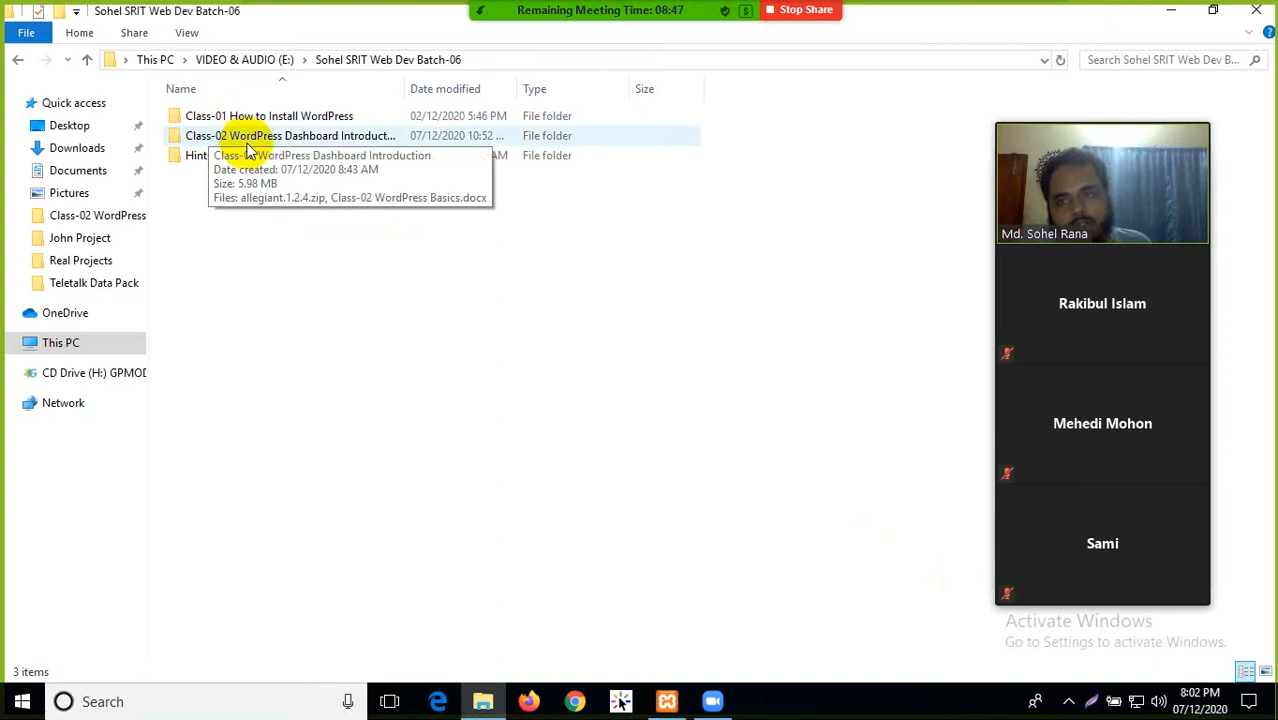 Sohel SRIT Web Dev Batch-06
Remaining Meeting Time: 08:47
Stop Share
File Home Share View
This PC > VIDEO & AUDIO (E:) > Sohel SRIT Web Dev Batch-06
Search Sohel SRIT Web Dev B...
Name Date modified Type Size
Class-01 How to Install WordPress 02/12/2020 5:46 PM File folder
Class-02 WordPress Dashboard Introduct... 07/12/2020 10:52 ... File folder
Hint AM File folder
Class-02 WordPress Dashboard Introduction
Date created: 07/12/2020 8:43 AM
Size: 5.98 MB
Files: allegiant.1.2.4.zip, Class-02 WordPress Basics.docx
Quick access
Desktop
Downloads
Documents
Pictures
Class-02 WordPress
John Project
Real Projects
Teletalk Data Pack
OneDrive
This PC
CD Drive (H:) GPMOD
Network
Md. Sohel Rana
Rakibul Islam
Mehedi Mohon
Sami
Activate Windows
Go to Settings to activate Windows.
3 items
Search
8:02 PM
07/12/2020